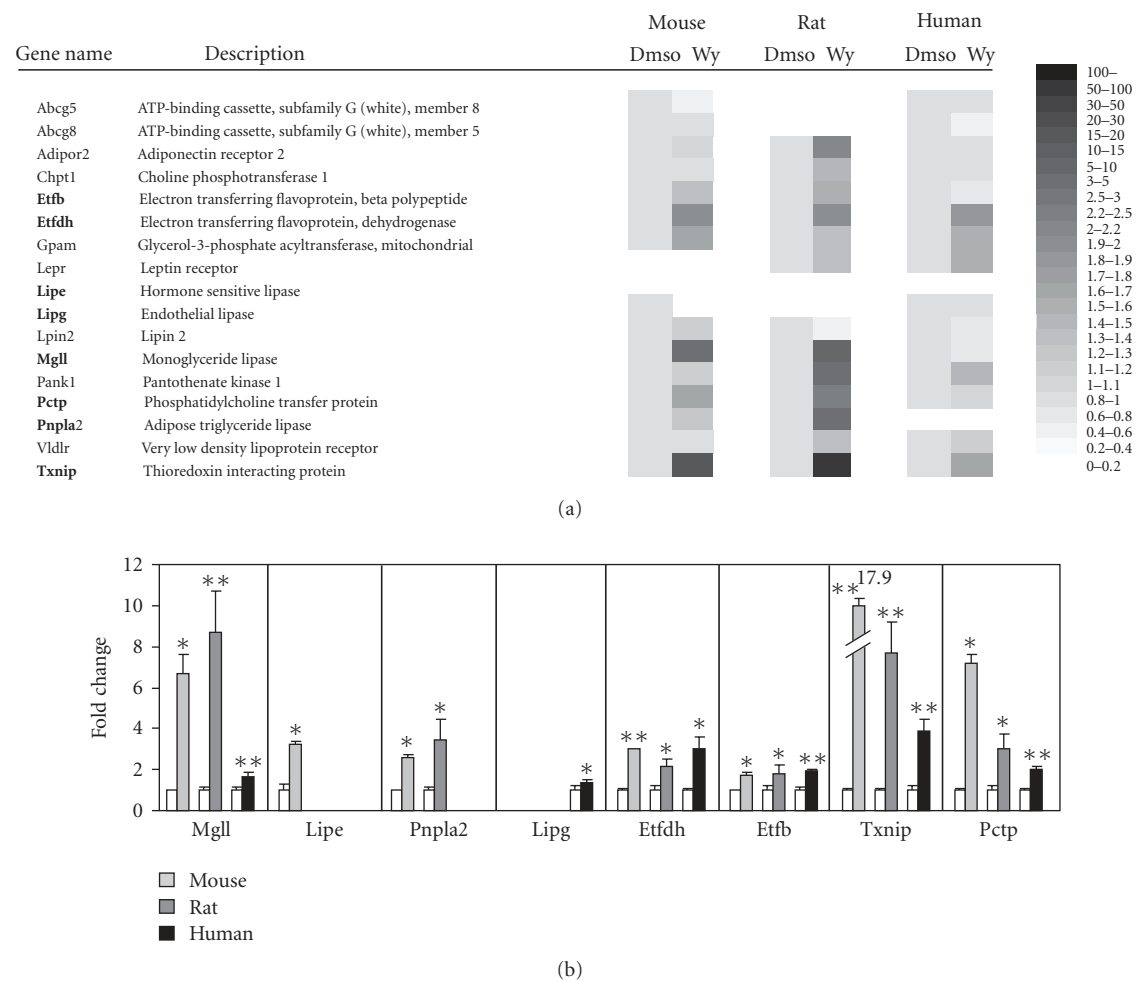 Mouse Rat Human
Gene name Description Dmso Wy Dmso Wy Dmso Wy
Abcg5 ATP-binding cassette, subfamily G (white), member 8
Abcg8 ATP-binding cassette, subfamily G (white), member 5
Adipor2 Adiponectin receptor 2
Chpt1 Choline phosphotransferase 1
Etfb Electron transferring flavoprotein, beta polypeptide
Etfdh Electron transferring flavoprotein, dehydrogenase
Gpam Glycerol-3-phosphate acyltransferase, mitochondrial
Lepr Leptin receptor
Lipe Hormone sensitive lipase
Lipg Endothelial lipase
Lpin2 Lipin 2
Mgll Monoglyceride lipase
Pank1 Pantothenate kinase 1
Pctp Phosphatidylcholine transfer protein
Pnpla2 Adipose triglyceride lipase
Vldlr Very low density lipoprotein receptor
Txnip Thioredoxin interacting protein
100–
50–100
30–50
20–30
15–20
10–15
5–10
3–5
2.5–3
2.2–2.5
2–2.2
1.9–2
1.8–1.9
1.7–1.8
1.6–1.7
1.5–1.6
1.4–1.5
1.3–1.4
1.2–1.3
1.1–1.2
1–1.1
0.8–1
0.6–0.8
0.4–0.6
0.2–0.4
0–0.2
(a)
Fold change
12
10
8
6
4
2
0
* ** * * * * ** * * * * ** ** 17.9 ** ** * * **
Mgll Lipe Pnpla2 Lipg Etfdh Etfb Txnip Pctp
Mouse
Rat
Human
(b)